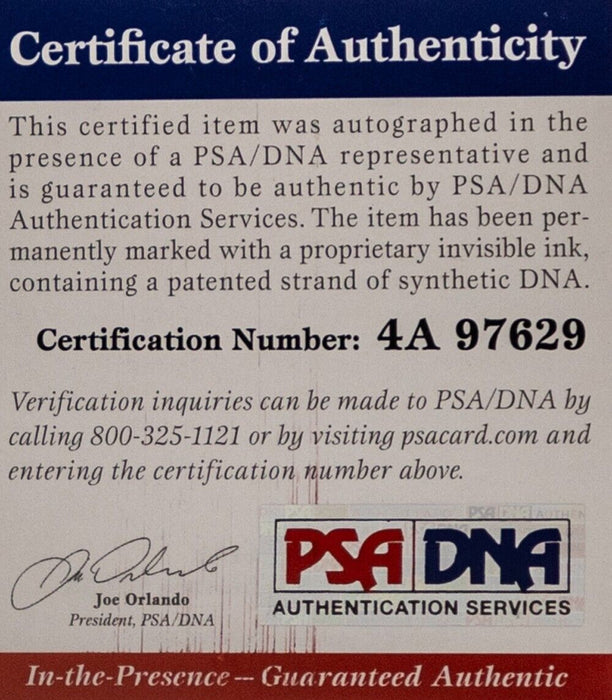 Certificate of Authenticity
This certified item was autographed in the
presence of a PSA/DNA representative and
is guaranteed to be authentic by PSA/DNA
Authentication Services. The item has been per-
manently marked with a proprietary invisible ink,
containing a patented strand of synthetic DNA.
Certification Number: 4A 97629
Verification inquiries can be made to PSA/DNA by
calling 800-325-1121 or by visiting psacard.com and
entering the certification number above.
PSA DNA
AUTHENTICATION SERVICES
Joe Orlando
President, PSA/DNA
In-the-Presence -- Guaranteed Authentic